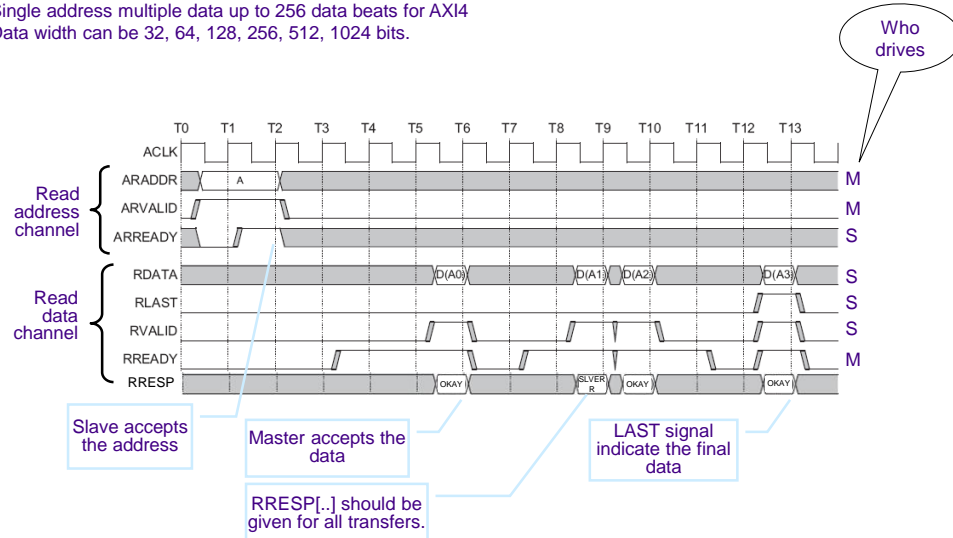 Single address multiple data up to 256 data beats for AXI4
Data width can be 32, 64, 128, 256, 512, 1024 bits.
Who
drives
T0 T1 T2 T3 T4 T5 T6 T7 T8 T9 T10 T11 T12 T13
ACLK
Read
address
channel
ARADDR A M
ARVALID M
ARREADY S
Read
data
channel
RDATA D(A0) D(A1) D(A2) D(A3) S
RLAST S
RVALID S
RREADY M
RRESP OKAY SLVER
R OKAY OKAY
Slave accepts
the address
Master accepts the
data
LAST signal
indicate the final
data
RRESP[..] should be
given for all transfers.